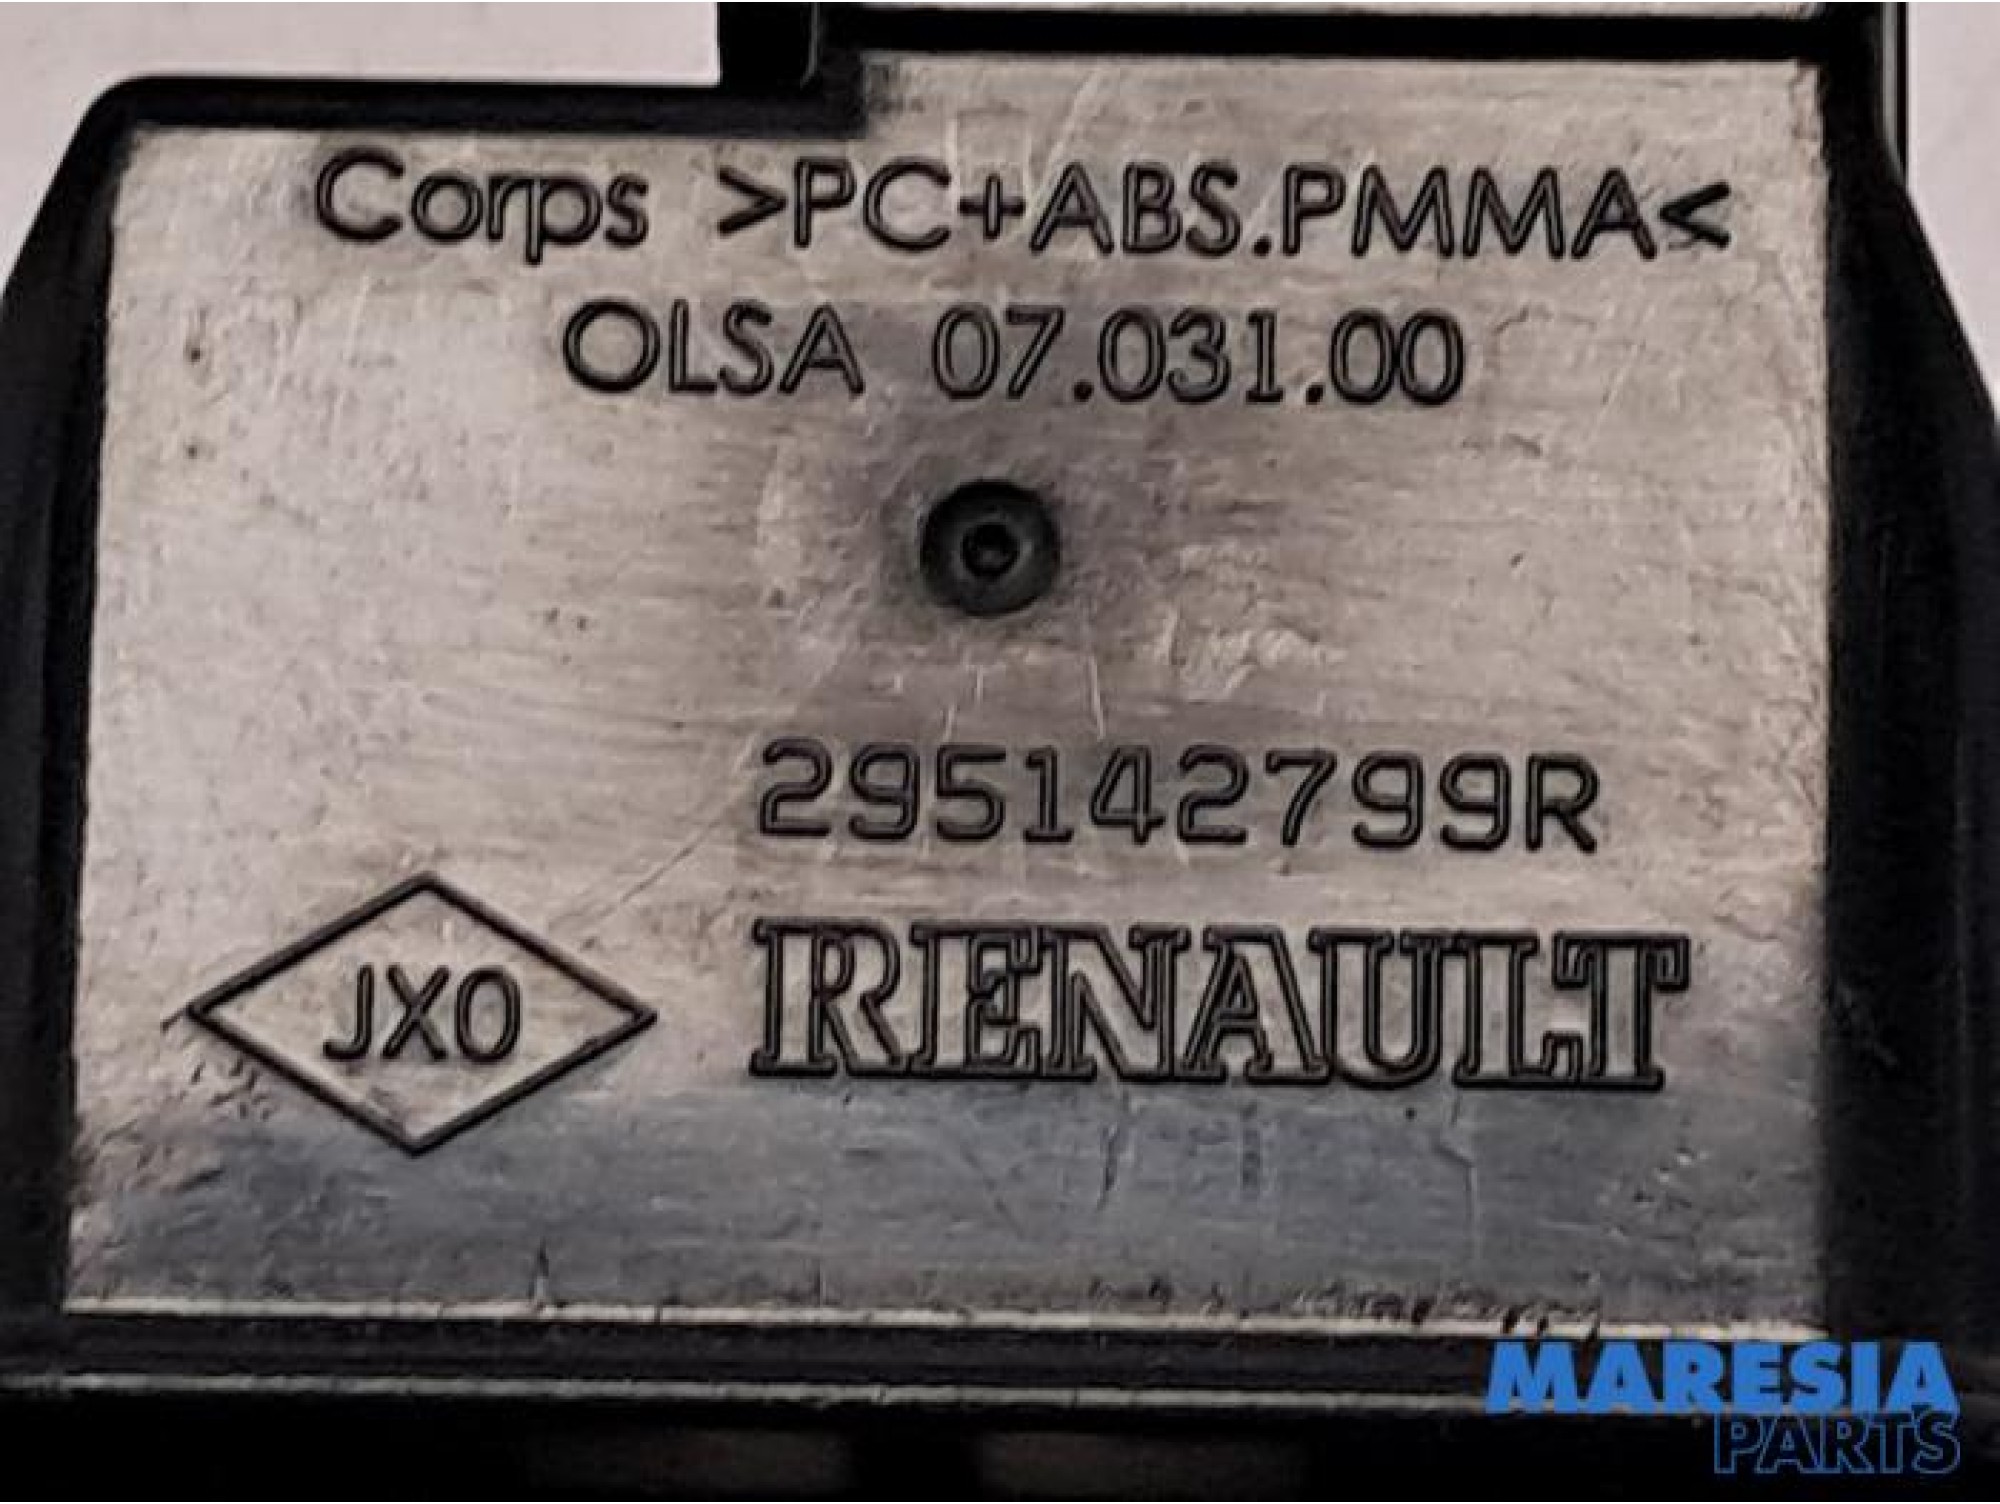 Corps >PC+ABS.PMMA<
OLSA 07.031.00
295142799R
JXO
RENAULT
MARESIA
PARTS